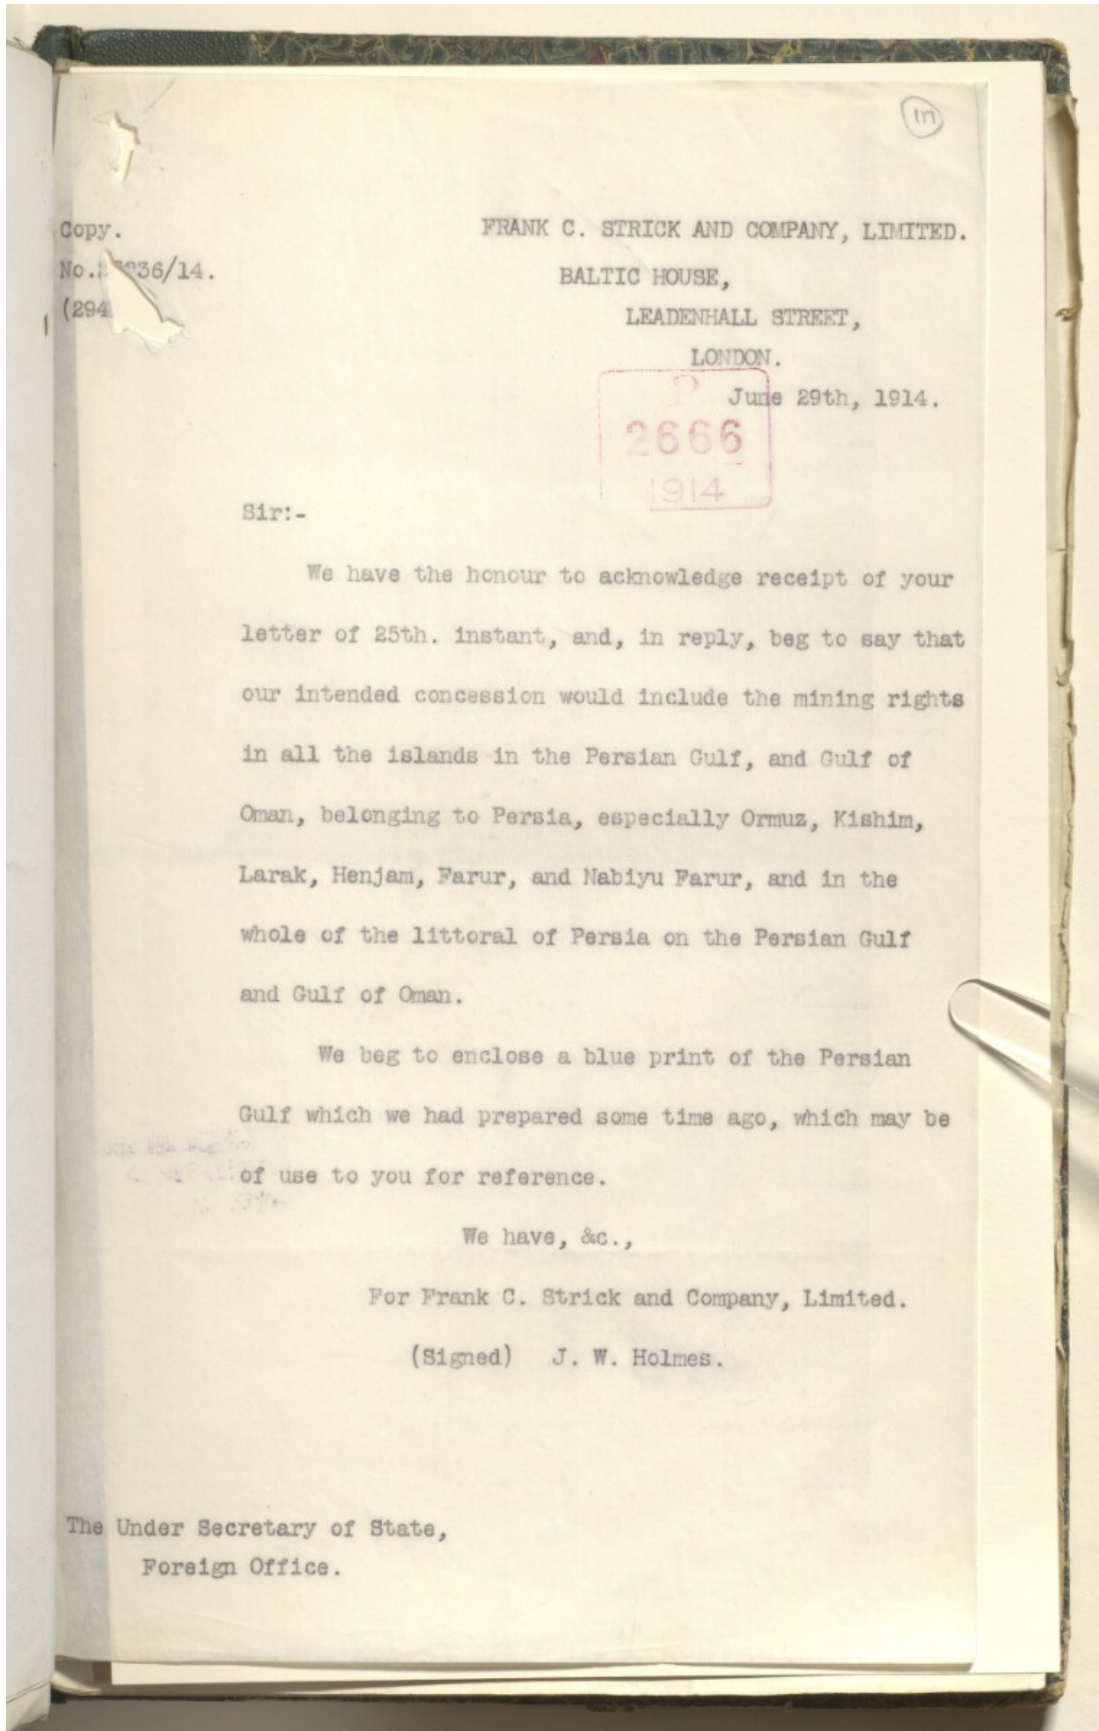 Copy.
No. 36/14.
(294
FRANK C. STRICK AND COMPANY, LIMITED.
BALTIC HOUSE,
LEADENHALL STREET,
LONDON.
June 29th, 1914.
P
2666
1914
Sir:-
We have the honour to acknowledge receipt of your
letter of 25th. instant, and, in reply, beg to say that
our intended concession would include the mining rights
in all the islands in the Persian Gulf, and Gulf of
Oman, belonging to Persia, especially Ormuz, Kishim,
Larak, Henjam, Farur, and Nabiyu Farur, and in the
whole of the littoral of Persia on the Persian Gulf
and Gulf of Oman.
We beg to enclose a blue print of the Persian
Gulf which we had prepared some time ago, which may be
of use to you for reference.
We have, &c.,
For Frank C. Strick and Company, Limited.
(Signed) J. W. Holmes.
The Under Secretary of State,
Foreign Office.